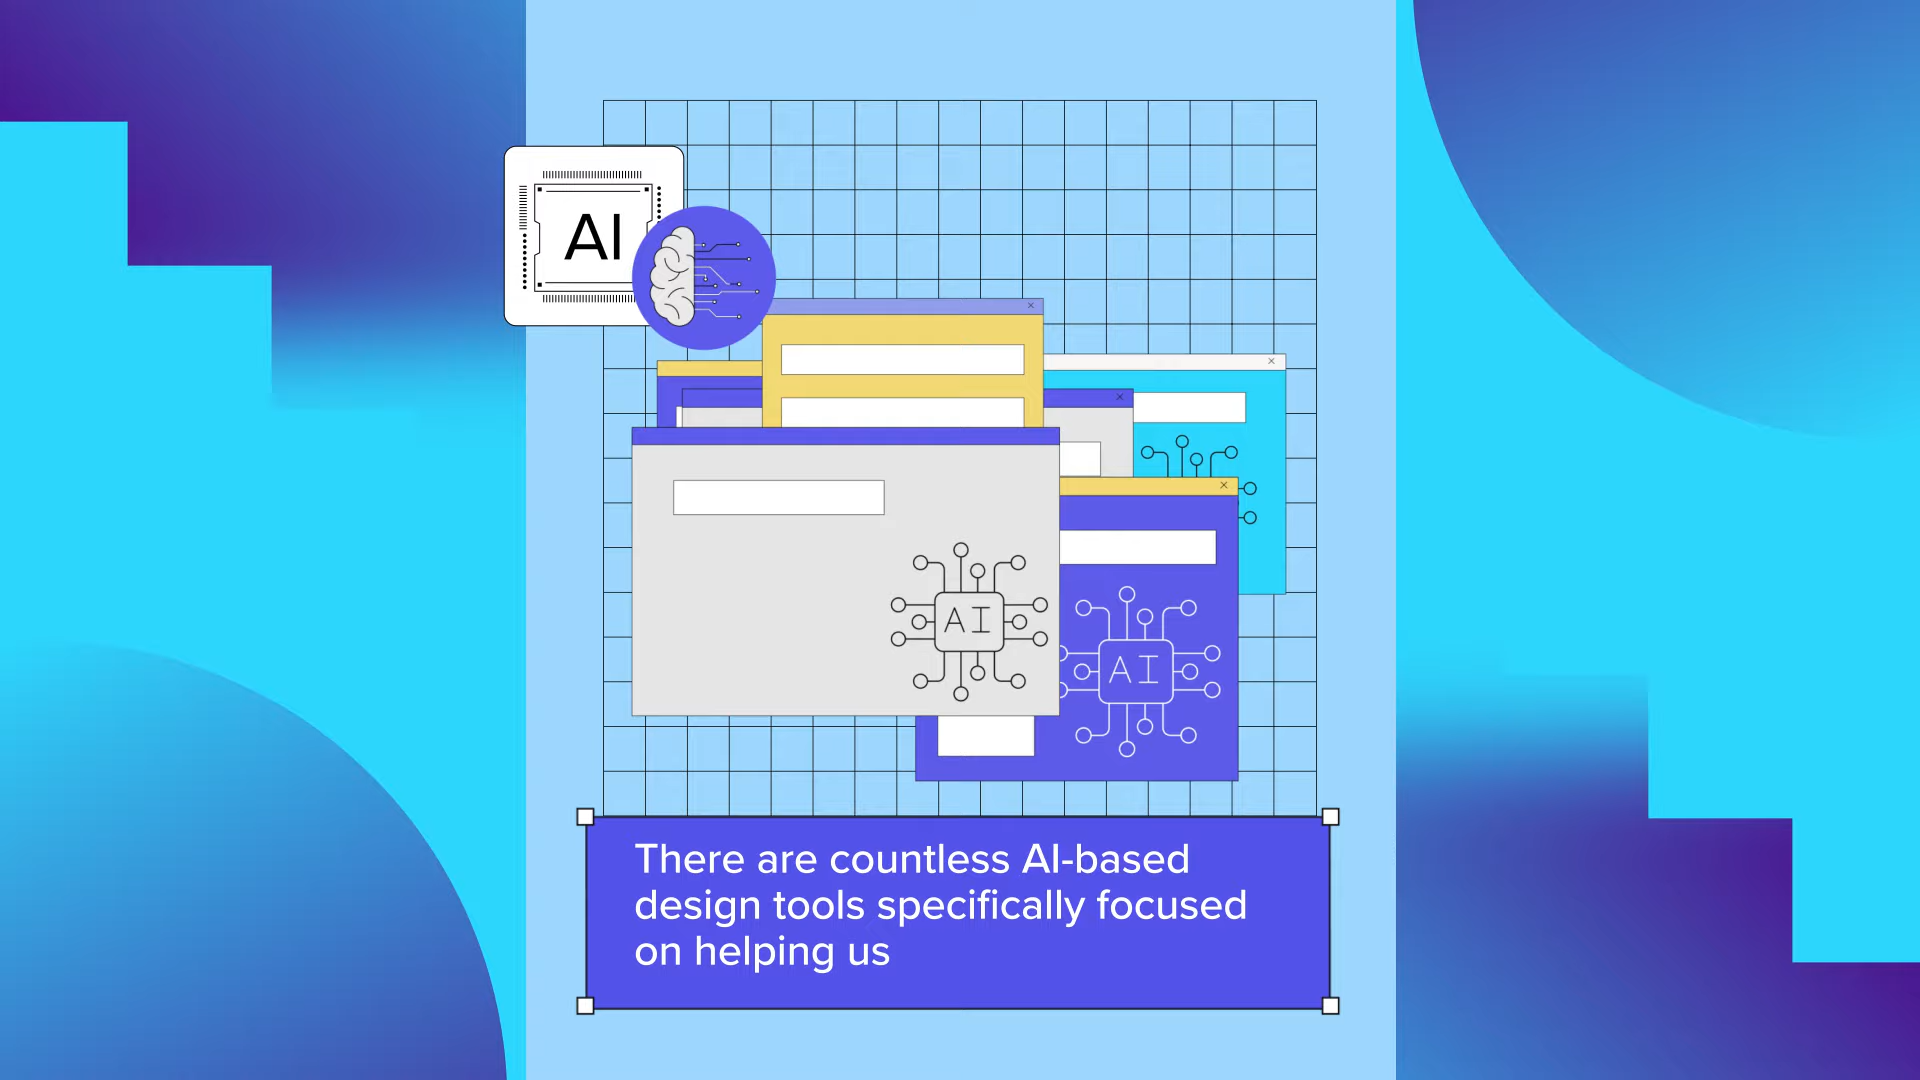 AI
AI
AI
There are countless AI-based
design tools specifically focused
on helping us